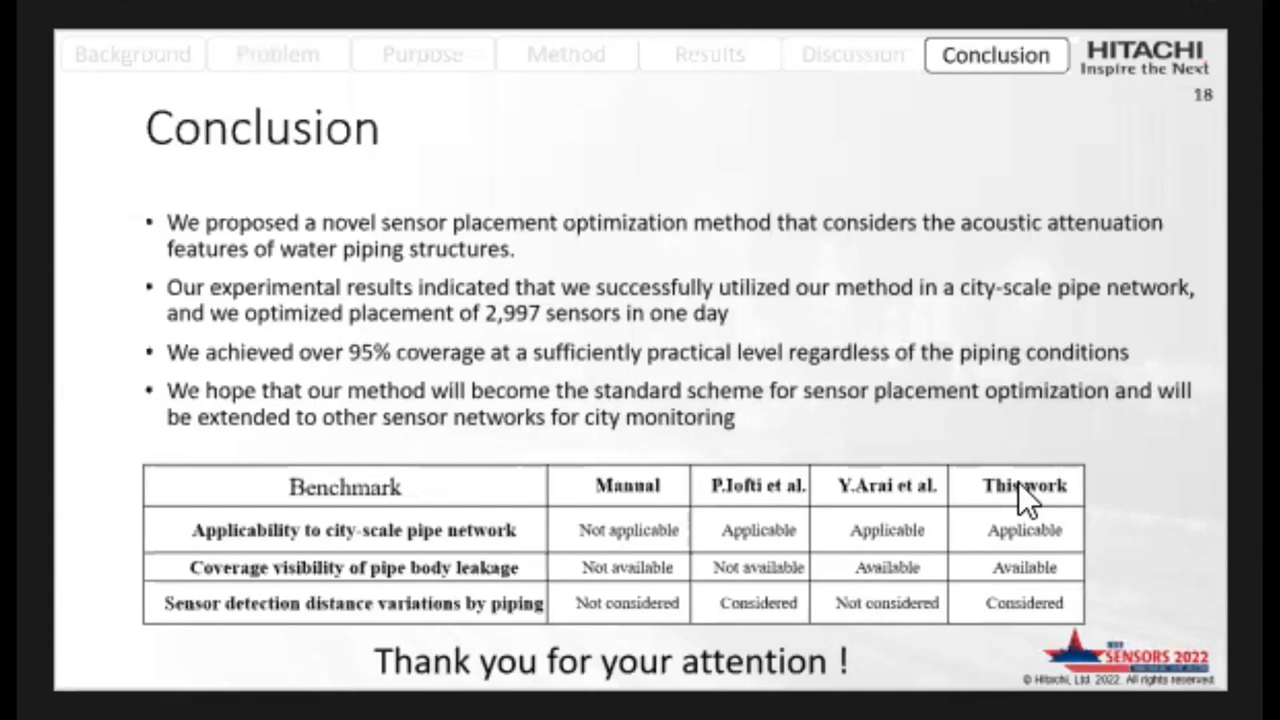 Background Problem Purpose Method Results Discussion Conclusion HITACHI
Inspire the Next
18
Conclusion
• We proposed a novel sensor placement optimization method that considers the acoustic attenuation
features of water piping structures.
• Our experimental results indicated that we successfully utilized our method in a city-scale pipe network,
and we optimized placement of 2,997 sensors in one day
• We achieved over 95% coverage at a sufficiently practical level regardless of the piping conditions
• We hope that our method will become the standard scheme for sensor placement optimization and will
be extended to other sensor networks for city monitoring
Benchmark Manual P.Iofti et al. Y.Arai et al. This work
Applicability to city-scale pipe network Not applicable Applicable Applicable Applicable
Coverage visibility of pipe body leakage Not available Not available Available Available
Sensor detection distance variations by piping Not considered Considered Not considered Considered
Thank you for your attention !
SENSORS 2022
© Hitachi, Ltd. 2022. All rights reserved.